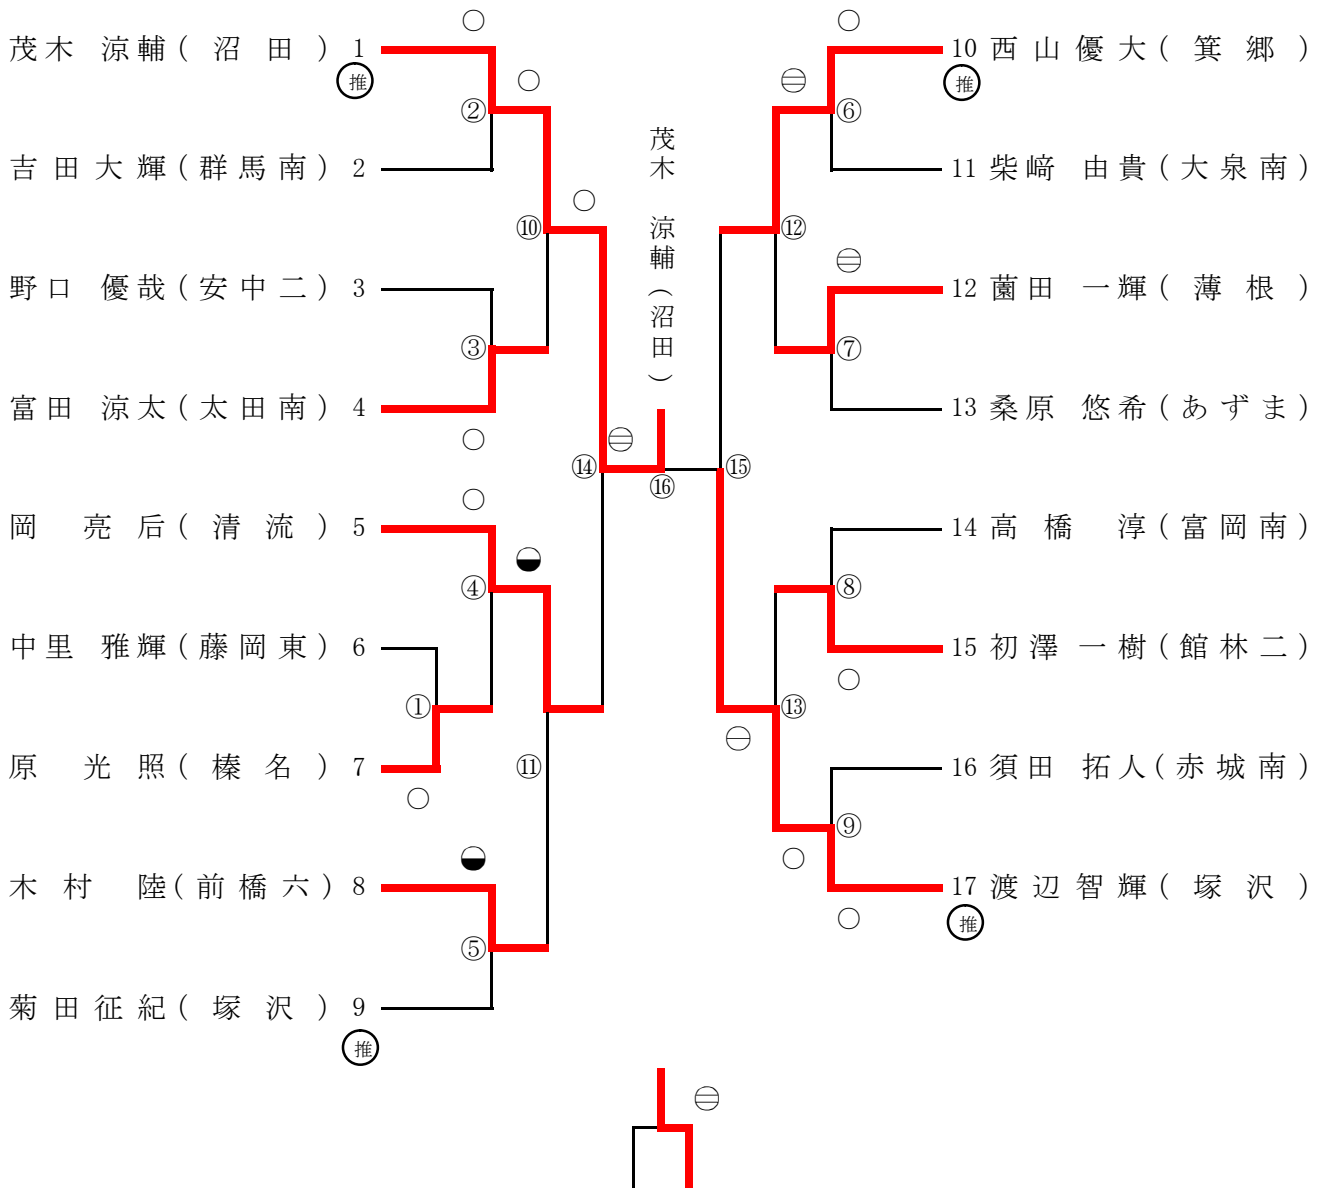 茂木 涼輔(沼田) 1
推
②
吉田大輝(群馬南) 2
⑩
野口 優哉(安中二) 3
③
富田 涼太(太田南) 4
⑭
岡 亮后(清流) 5
④
中里 雅輝(藤岡東) 6
①
原 光照(榛名) 7
⑪
木村 陸(前橋六) 8
⑤
菊田征紀(塚沢) 9
推
茂木 涼輔(沼田)
⑯
10 西山優大(箕郷)
推
⑥
11 柴﨑 由貴(大泉南)
⑫
12 薗田 一輝(薄根)
⑦
13 桑原 悠希(あずま)
⑮
14 高橋 淳(富岡南)
⑧
15 初澤 一樹(館林二)
⑬
16 須田 拓人(赤城南)
⑨
17 渡辺智輝(塚沢)
推